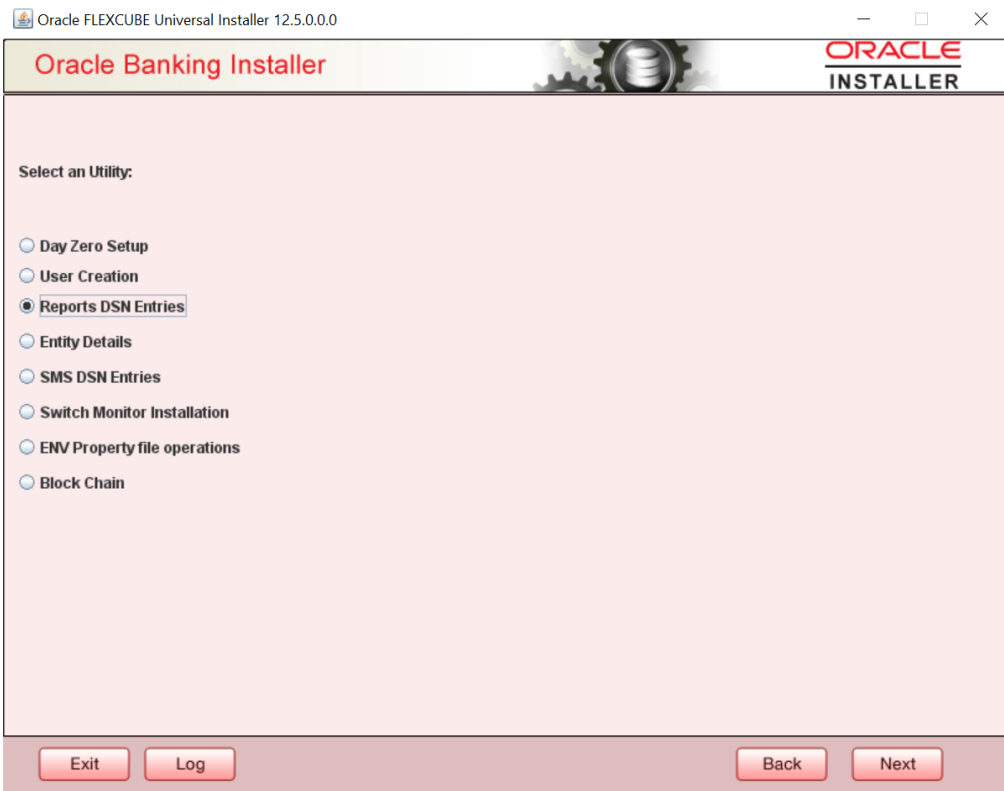 Oracle FLEXCUBE Universal Installer 12.5.0.0.0
Oracle Banking Installer
ORACLE
INSTALLER
Select an Utility:
Day Zero Setup
User Creation
Reports DSN Entries
Entity Details
SMS DSN Entries
Switch Monitor Installation
ENV Property file operations
Block Chain
Exit Log Back Next